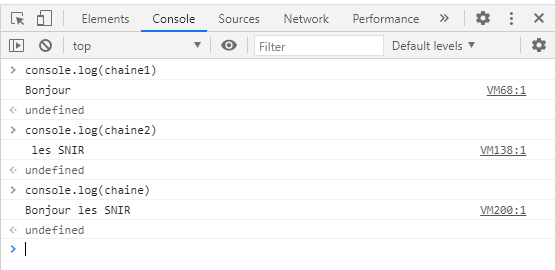 Elements Console Sources Network Performance »
top Filter Default levels
> console.log(chaine1)
Bonjour VM68:1
<· undefined
> console.log(chaine2)
 les SNIR VM138:1
<· undefined
> console.log(chaine)
Bonjour les SNIR VM200:1
<· undefined
>